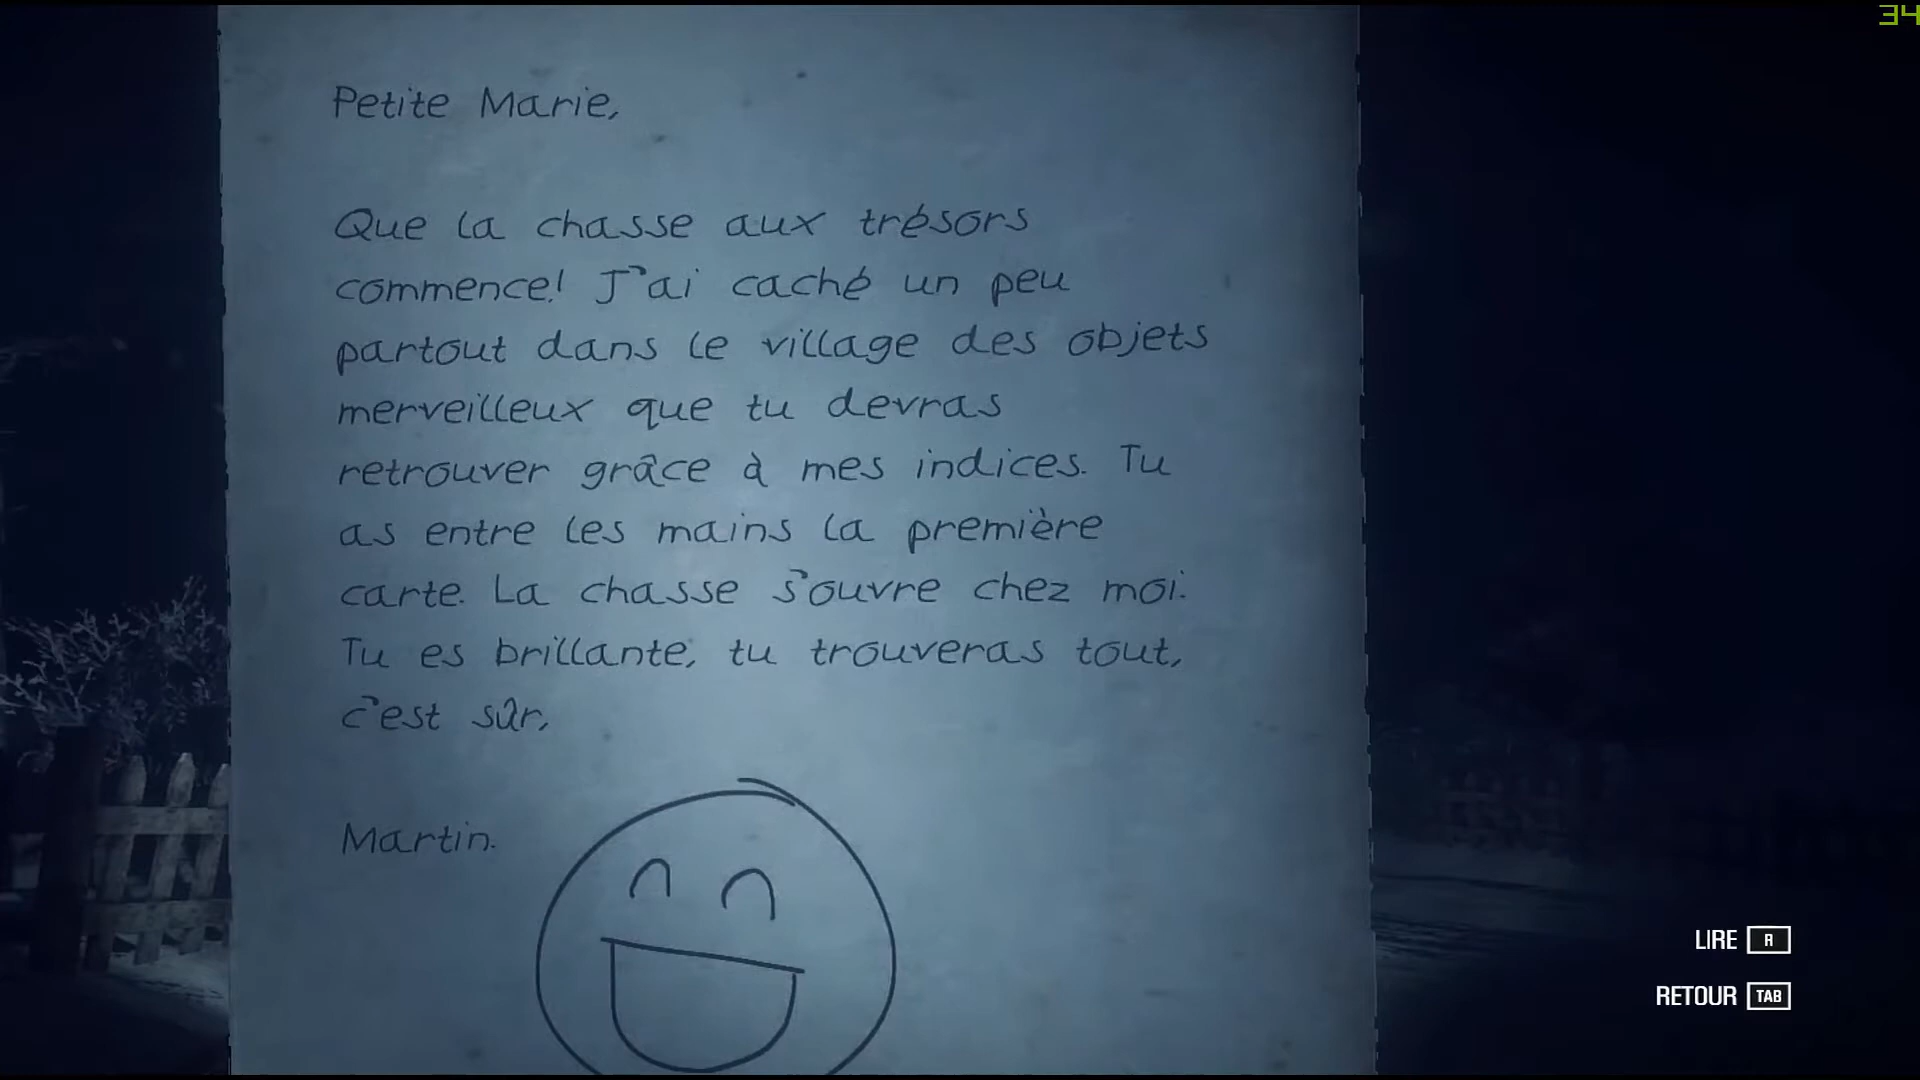 34
Petite Marie,
Que la chasse aux trésors
commence! J'ai caché un peu
partout dans le village des objets
merveilleux que tu devras
retrouver grâce à mes indices. Tu
as entre les mains la première
carte. La chasse s'ouvre chez moi.
Tu es brillante, tu trouveras tout,
c'est sûr,
Martin.
LIRE R
RETOUR TAB